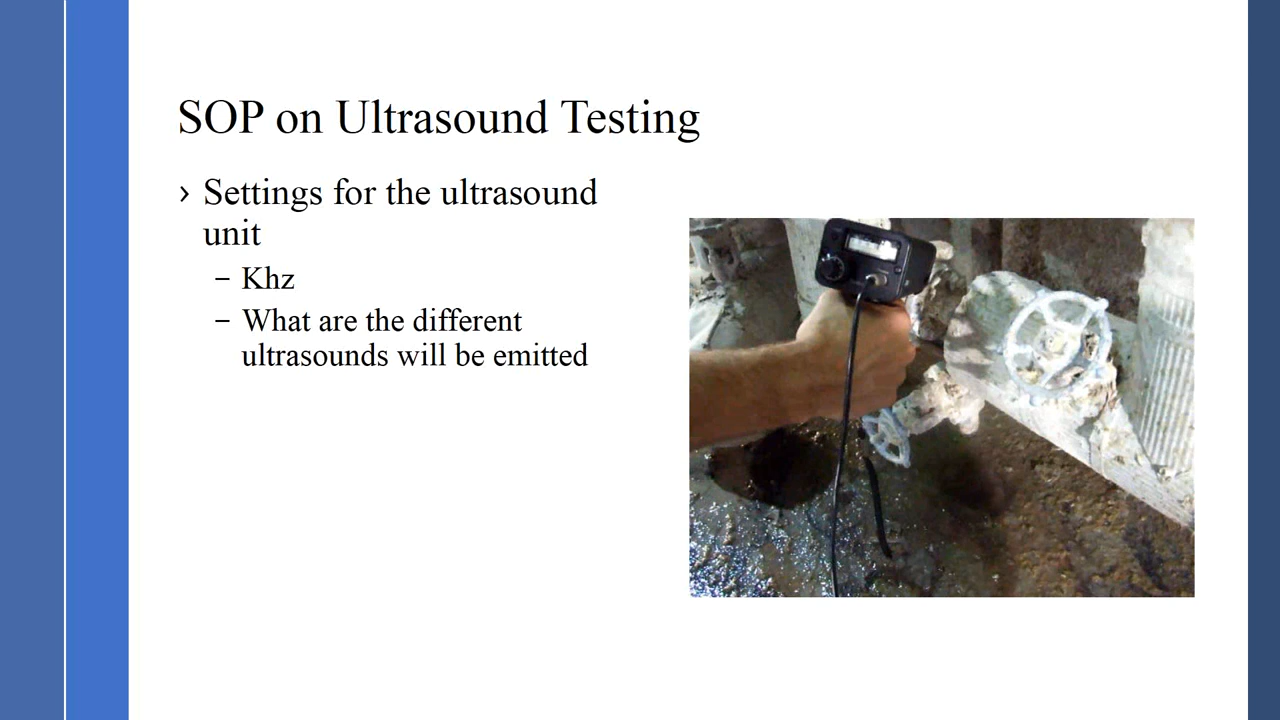 SOP on Ultrasound Testing
› Settings for the ultrasound
unit
– Khz
– What are the different
ultrasounds will be emitted